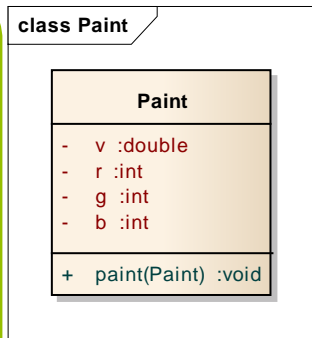 class Paint
Paint
- v :double
- r :int
- g :int
- b :int
+ paint(Paint) :void